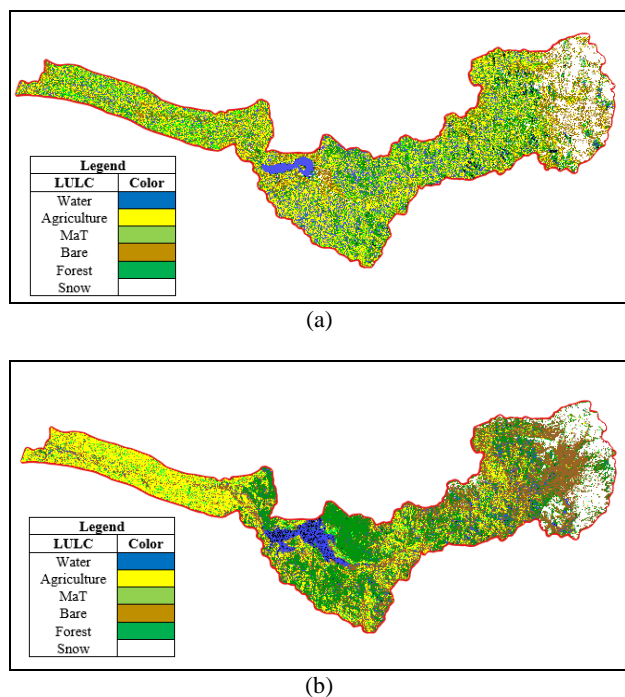 Legend
LULC Color
Water
Agriculture
MaT
Bare
Forest
Snow
(a)
Legend
LULC Color
Water
Agriculture
MaT
Bare
Forest
Snow
(b)